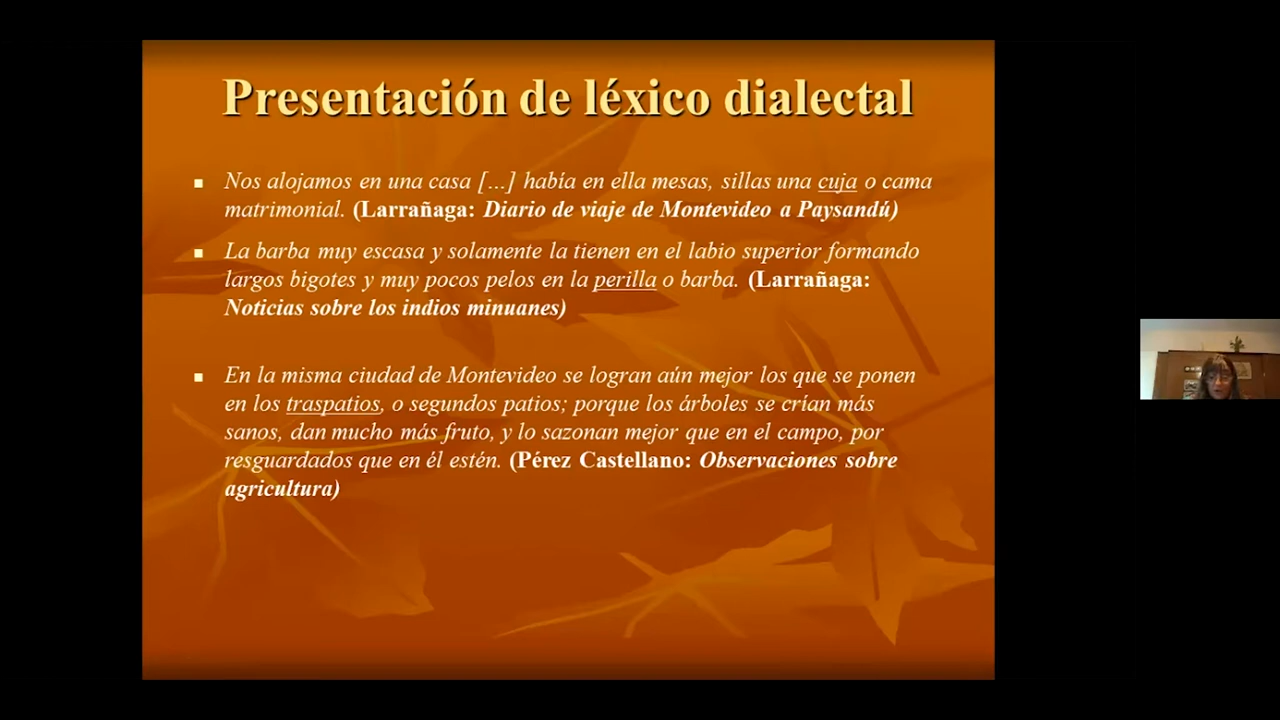 Presentación de léxico dialectal
Nos alojamos en una casa [...] había en ella mesas, sillas una cuja o cama
matrimonial. (Larrañaga: Diario de viaje de Montevideo a Paysandú)
La barba muy escasa y solamente la tienen en el labio superior formando
largos bigotes y muy pocos pelos en la perilla o barba. (Larrañaga:
Noticias sobre los indios minuanes)
En la misma ciudad de Montevideo se logran aún mejor los que se ponen
en los traspatios, o segundos patios; porque los árboles se crían más
sanos, dan mucho más fruto, y lo sazonan mejor que en el campo, por
resguardados que en él estén. (Pérez Castellano: Observaciones sobre
agricultura)